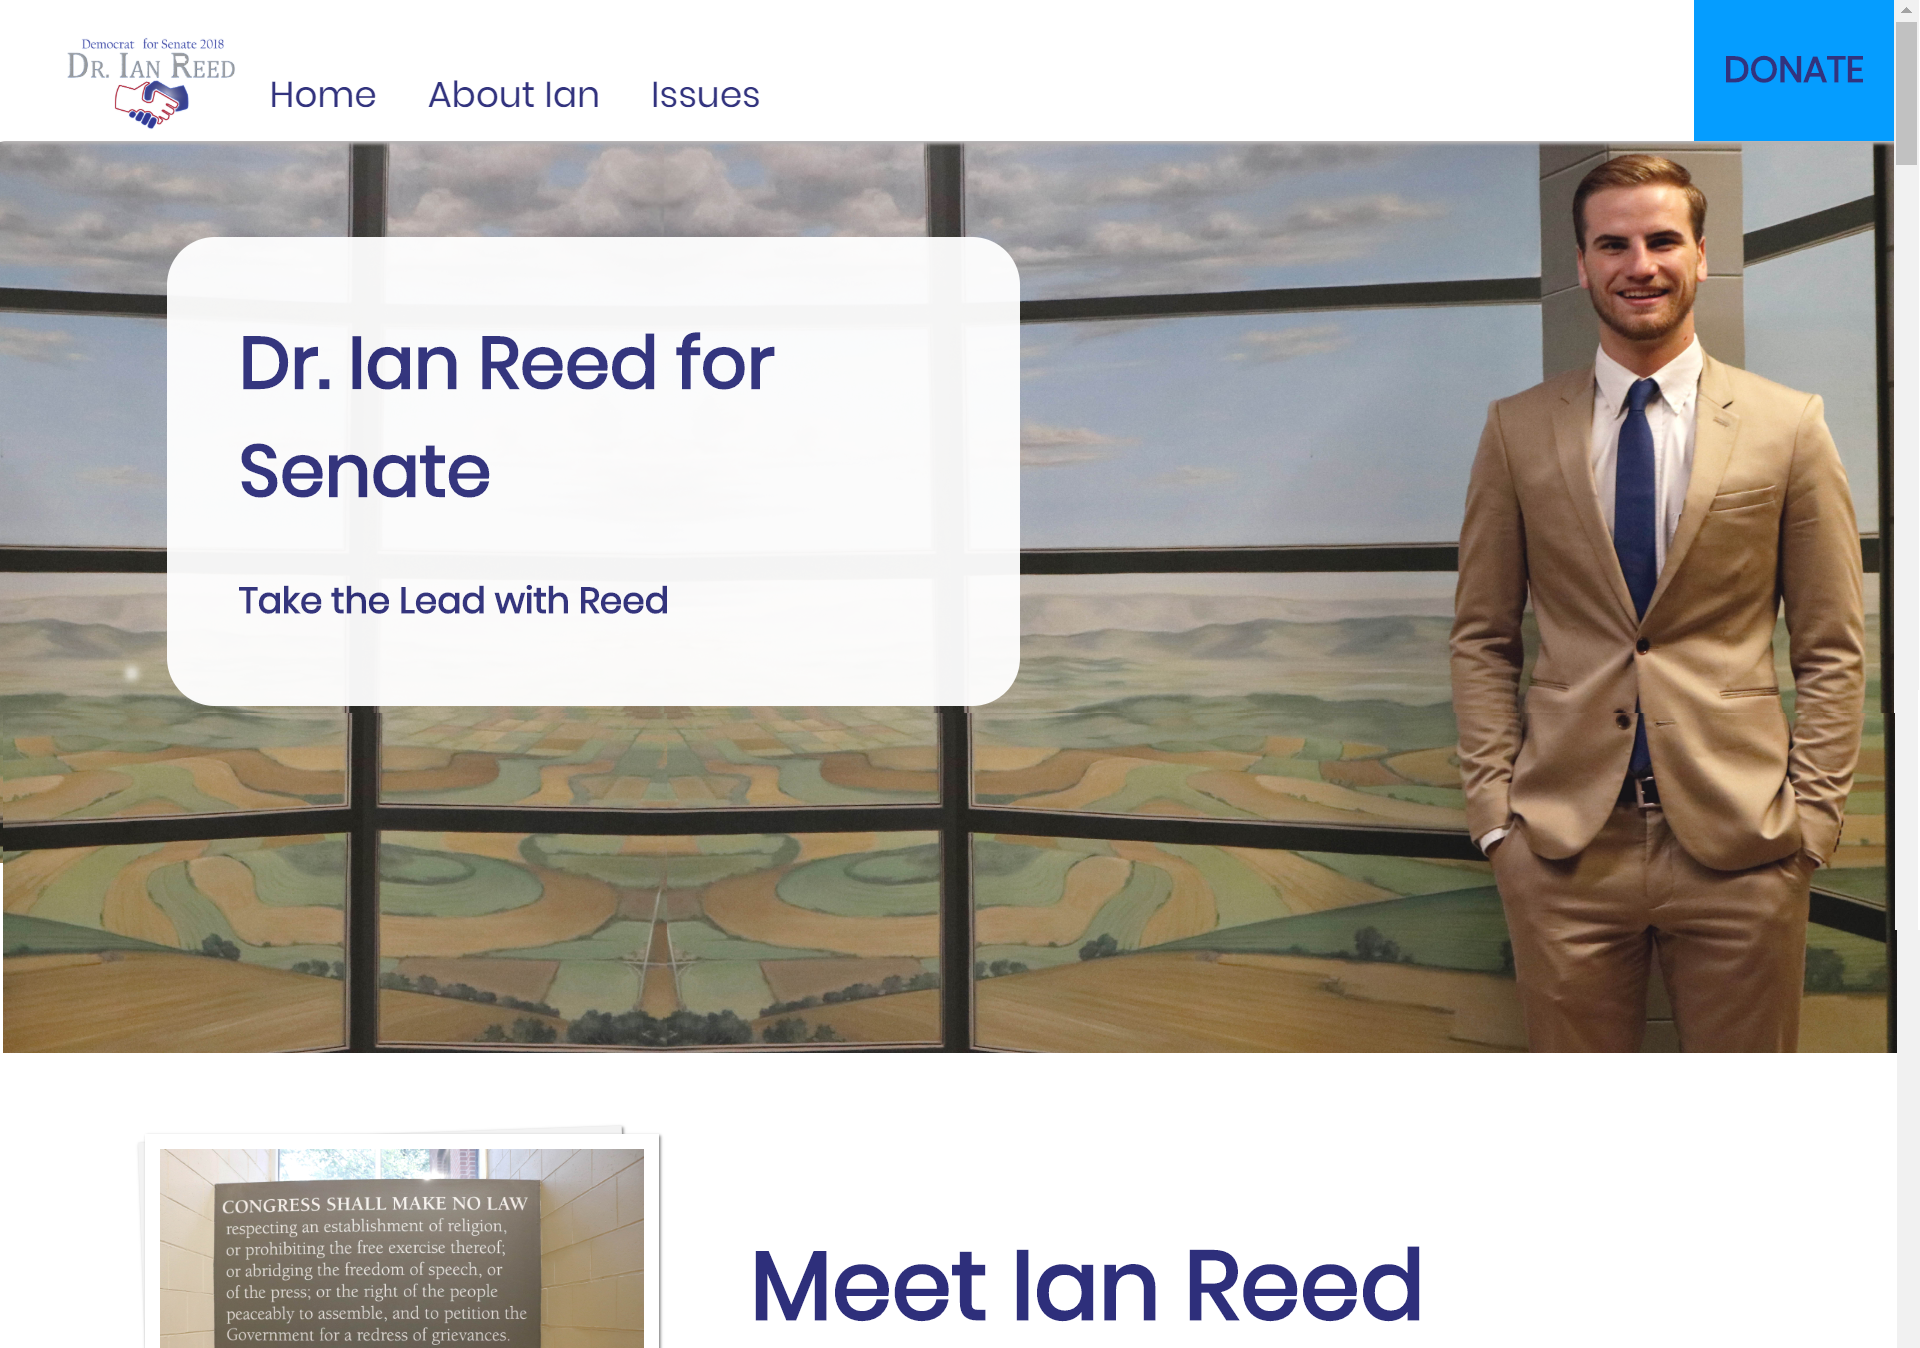 Democrat for Senate 2018
DR. IAN REED
Home
About Ian
Issues
DONATE
Dr. Ian Reed for
Senate
Take the Lead with Reed
CONGRESS SHALL MAKE NO LAW
respecting an establishment of religion,
or prohibiting the free exercise thereof;
or abridging the freedom of speech, or
of the press; or the right of the people
peaceably to assemble, and to petition the
Government for a redress of grievances.
Meet Ian Reed